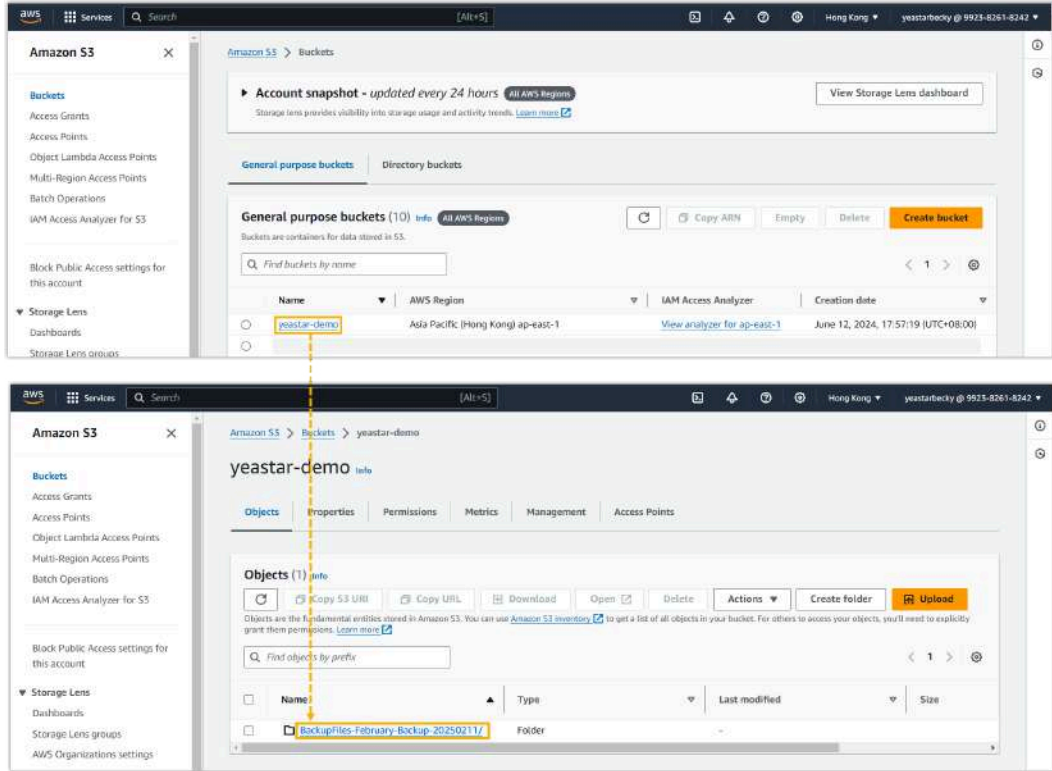 aws Services Search [Alt+S] Hong Kong ▼ yeastarbecky @ 9923-8261-8242 ▼
Amazon S3 ×
Buckets
Access Grants
Access Points
Object Lambda Access Points
Multi-Region Access Points
Batch Operations
IAM Access Analyzer for S3
Block Public Access settings for
this account
▼ Storage Lens
Dashboards
Storage Lens groups
Amazon S3 > Buckets
▶ Account snapshot - updated every 24 hours All AWS Regions View Storage Lens dashboard
Storage lens provides visibility into storage usage and activity trends. Learn more
General purpose buckets Directory buckets
General purpose buckets (10) Info All AWS Regions Copy ARN Empty Delete Create bucket
Buckets are containers for data stored in S3.
Find buckets by name < 1 >
Name ▼ AWS Region IAM Access Analyzer Creation date
yeastar-demo Asia Pacific (Hong Kong) ap-east-1 View analyzer for ap-east-1 June 12, 2024, 17:57:19 (UTC+08:00)
aws Services Search [Alt+S] Hong Kong ▼ yeastarbecky @ 9923-8261-8242 ▼
Amazon S3 ×
Buckets
Access Grants
Access Points
Object Lambda Access Points
Multi-Region Access Points
Batch Operations
IAM Access Analyzer for S3
Block Public Access settings for
this account
▼ Storage Lens
Dashboards
Storage Lens groups
AWS Organizations settings
Amazon S3 > Buckets > yeastar-demo
yeastar-demo Info
Objects Properties Permissions Metrics Management Access Points
Objects (1) Info
Copy S3 URI Copy URL Download Open Delete Actions ▼ Create folder Upload
Objects are the fundamental entities stored in Amazon S3. You can use Amazon S3 inventory to get a list of all objects in your bucket. For others to access your objects, you'll need to explicitly
grant them permissions. Learn more
Find objects by prefix < 1 >
Name ▲ Type Last modified Size
BackupFiles-February-Backup-20250211/ Folder -